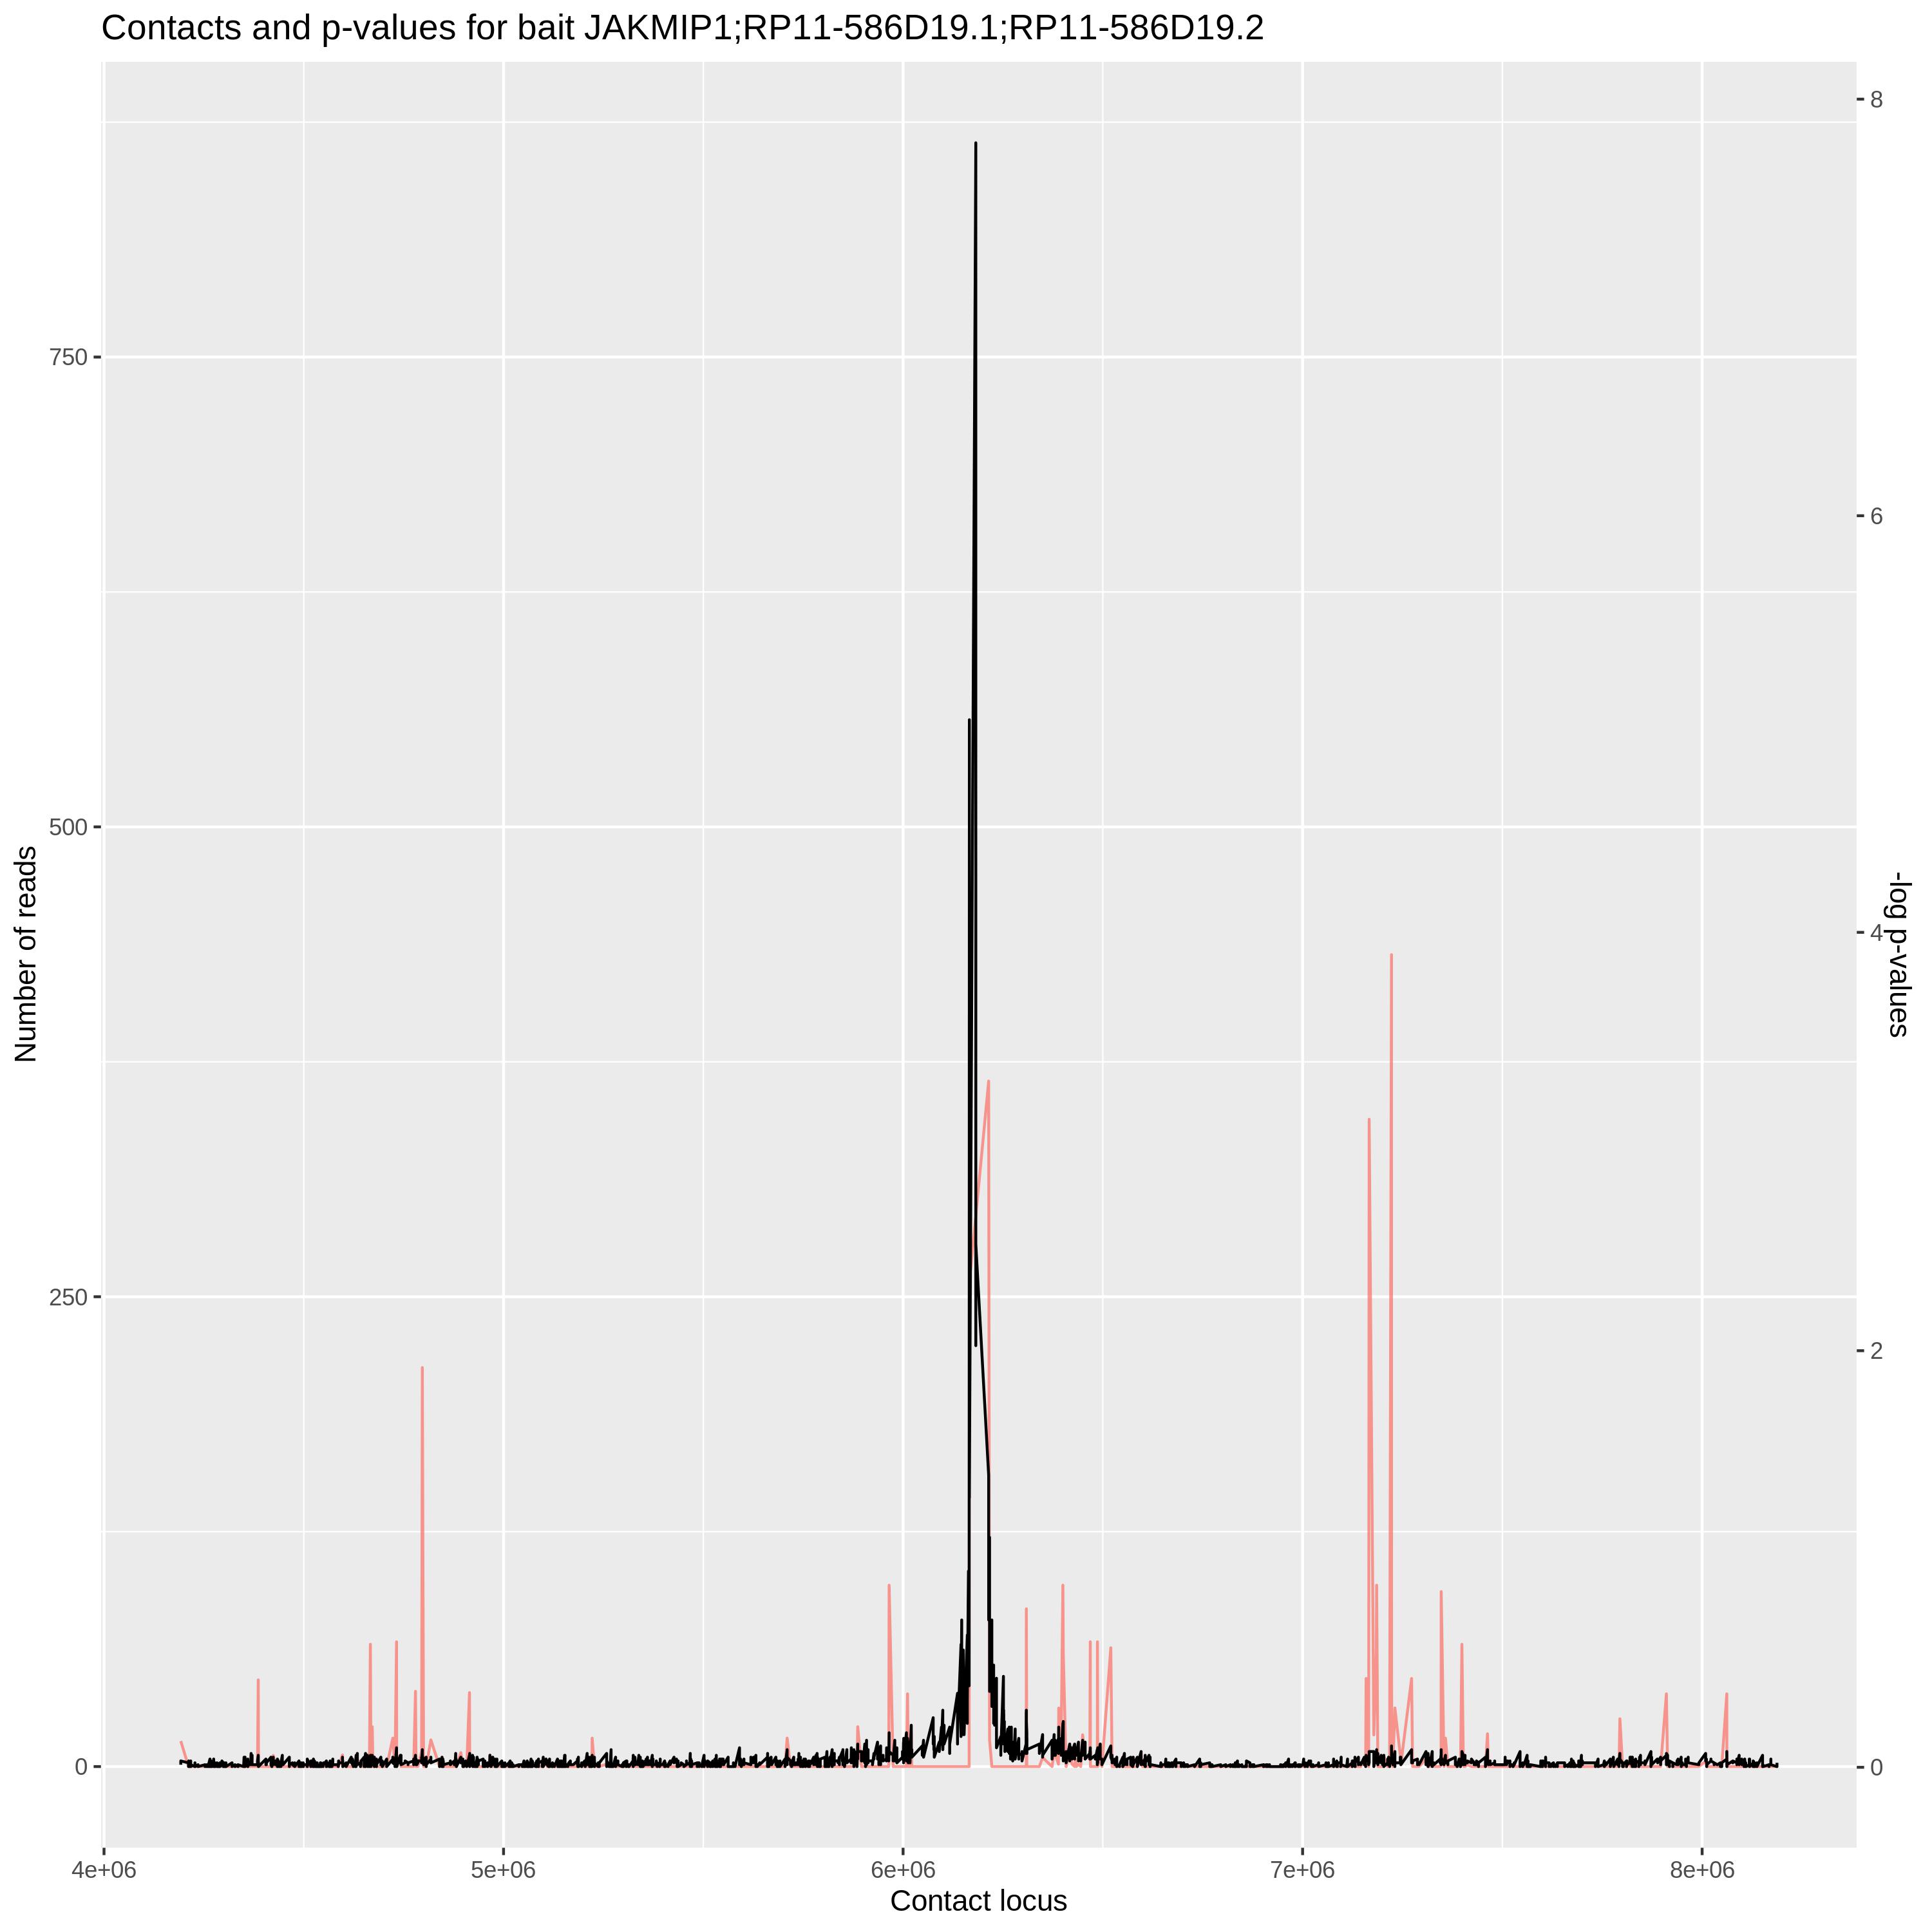 Contacts and p-values for bait JAKMIP1;RP11-586D19.1;RP11-586D19.2
8
750
6
500
Number of reads
4
-log p-values
250
2
0
0
4e+06
5e+06
6e+06
7e+06
8e+06
Contact locus